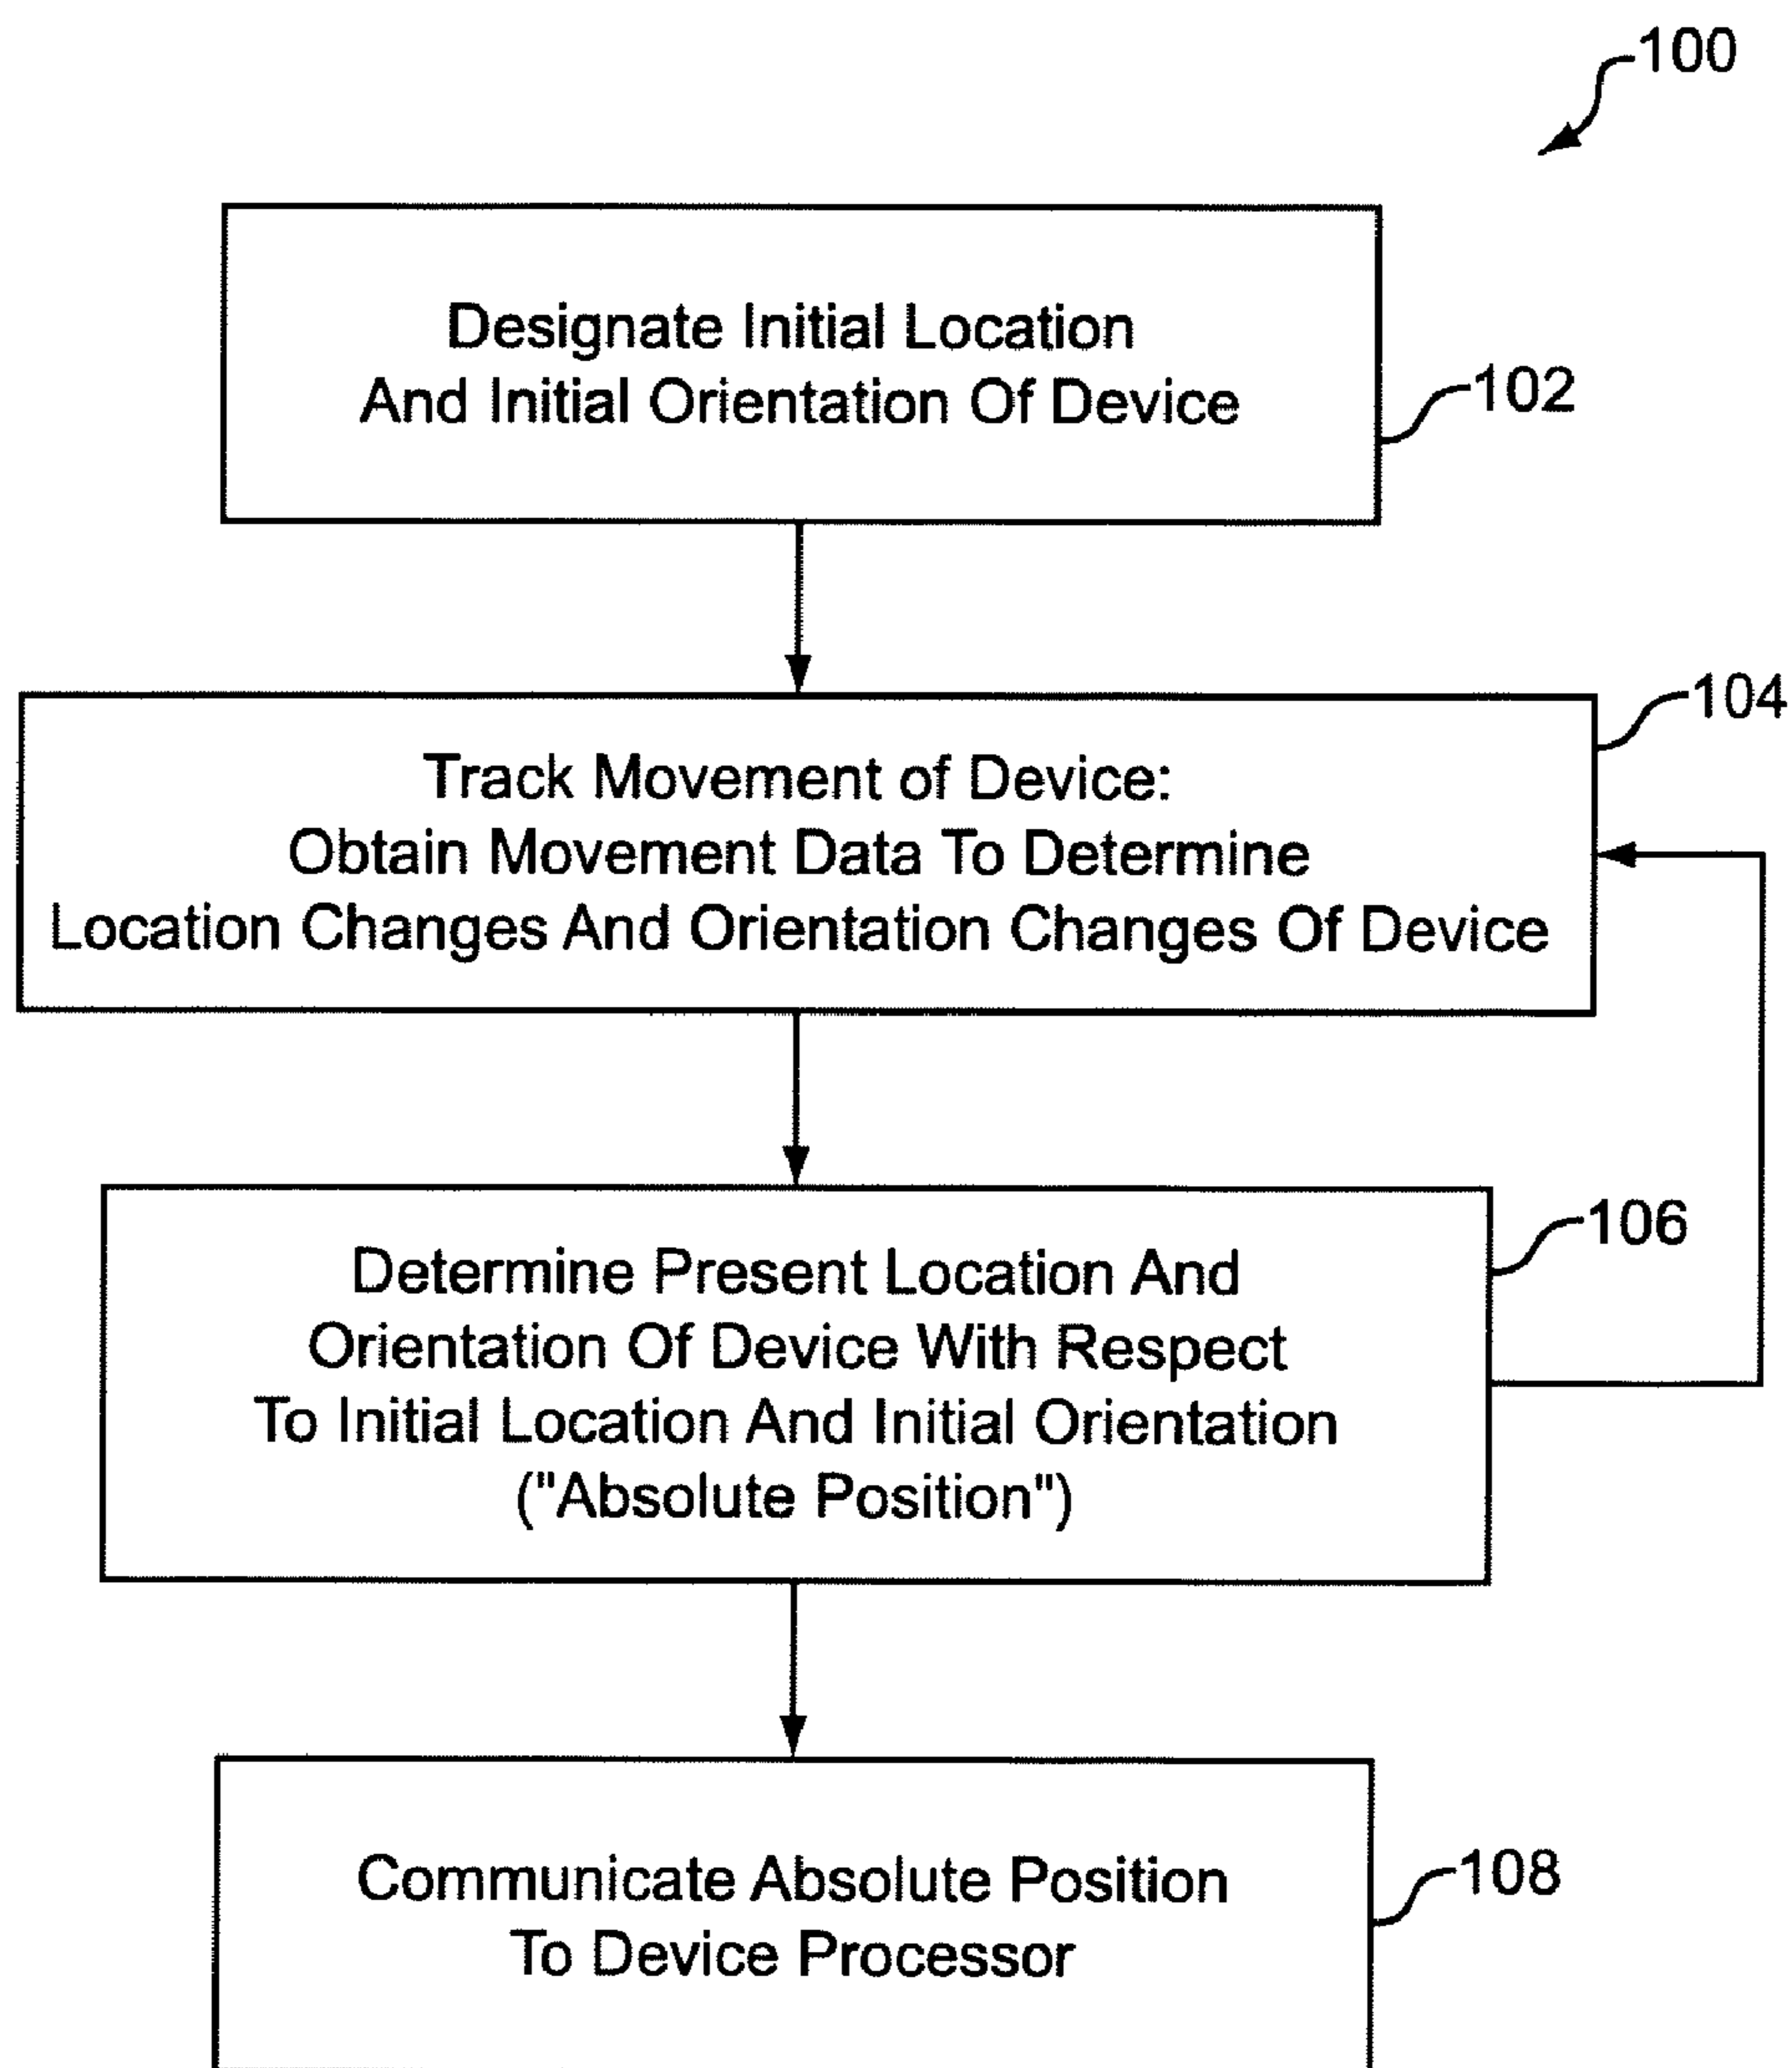 100
Designate Initial Location
And Initial Orientation Of Device
102
104
Track Movement of Device:
Obtain Movement Data To Determine
Location Changes And Orientation Changes Of Device
106
Determine Present Location And
Orientation Of Device With Respect
To Initial Location And Initial Orientation
("Absolute Position")
108
Communicate Absolute Position
To Device Processor